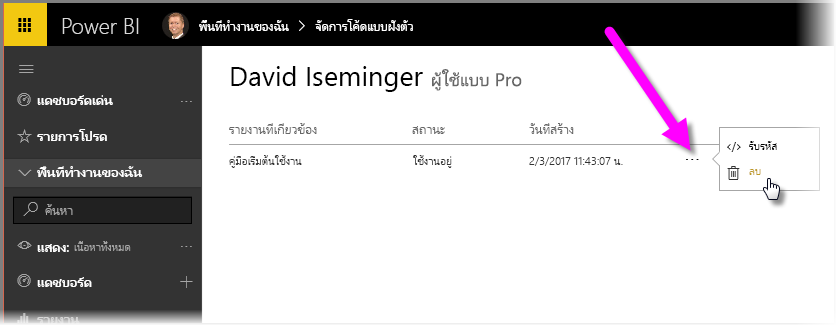 Power BI พื้นที่ทำงานของฉัน > จัดการโค้ดแบบฝังตัว
David Iseminger ผู้ใช้แบบ Pro
แดชบอร์ดเด่น ...
รายการโปรด
พื้นที่ทำงานของฉัน
ค้นหา
แสดง: เนื้อหาทั้งหมด ...
แดชบอร์ด +
รายงาน
รายงานที่เกี่ยวข้อง สถานะ วันที่สร้าง
คู่มือเริ่มต้นใช้งาน ใช้งานอยู่ 2/3/2017 11:43:07 น. ...
</> รับรหัส
ลบ